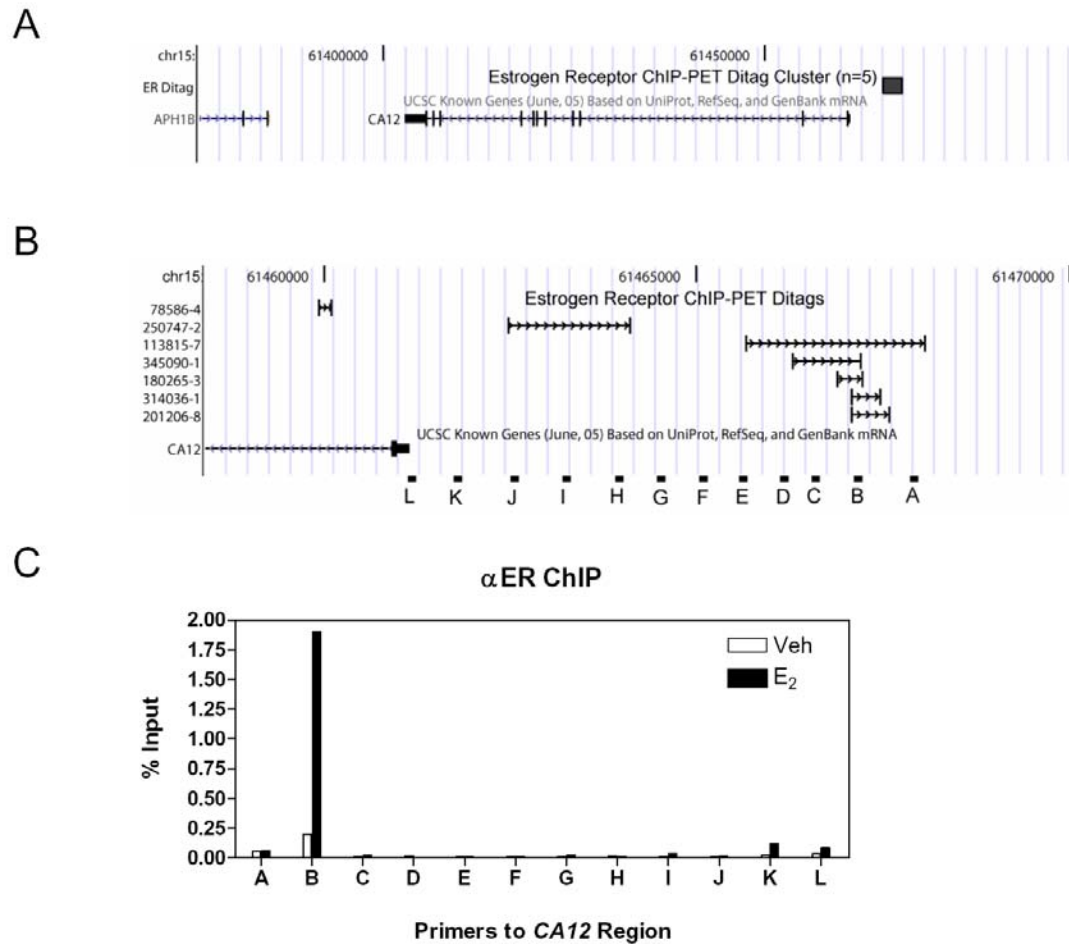 A
chr15: 61400000 61450000
Estrogen Receptor ChIP-PET Ditag Cluster (n=5)
ER Ditag
UCSC Known Genes (June, 05) Based on UniProt, RefSeq, and GenBank mRNA
APH1B CA12
B
chr15: 61460000 61465000 61470000
Estrogen Receptor ChIP-PET Ditags
78586-4
250747-2
113815-7
345090-1
180265-3
314036-1
201206-8
UCSC Known Genes (June, 05) Based on UniProt, RefSeq, and GenBank mRNA
CA12
L K J I H G F E D C B A
C
αER ChIP
2.00
1.75
1.50
1.25
1.00
0.75
0.50
0.25
0.00
% Input
Veh
E₂
A B C D E F G H I J K L
Primers to CA12 Region